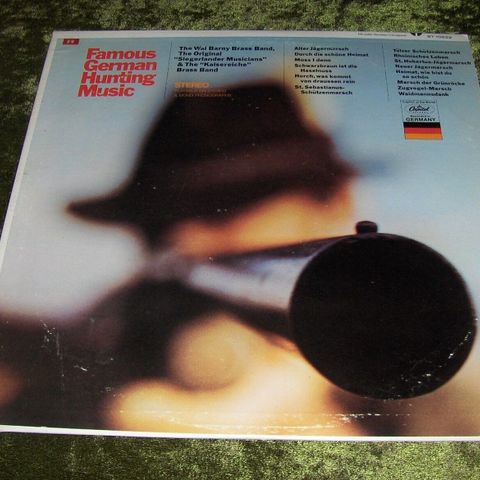 Famous
German
Hunting
Music
The Wal Barny Brass Band,
The Original
"Siegerlander Musicians"
& The "Kaisereiche"
Brass Band
STEREO
Alter Jägermarsch
Durch die schöne Heimat
Muss I denn
Schwarzbraun ist die
Haselnuss
Horch, was kommt
von draussen rein
St. Sebastianus-
Schützenmarsch
Tölzer Schützenmarsch
Rheinisches Leben
St. Hubertus-Jägermarsch
Neuer Jägermarsch
Heimat, wie bist du
so schön
Marsch der Grünröcke
Zugvogel-Marsch
Waidmannsdank
Capitol
GERMANY